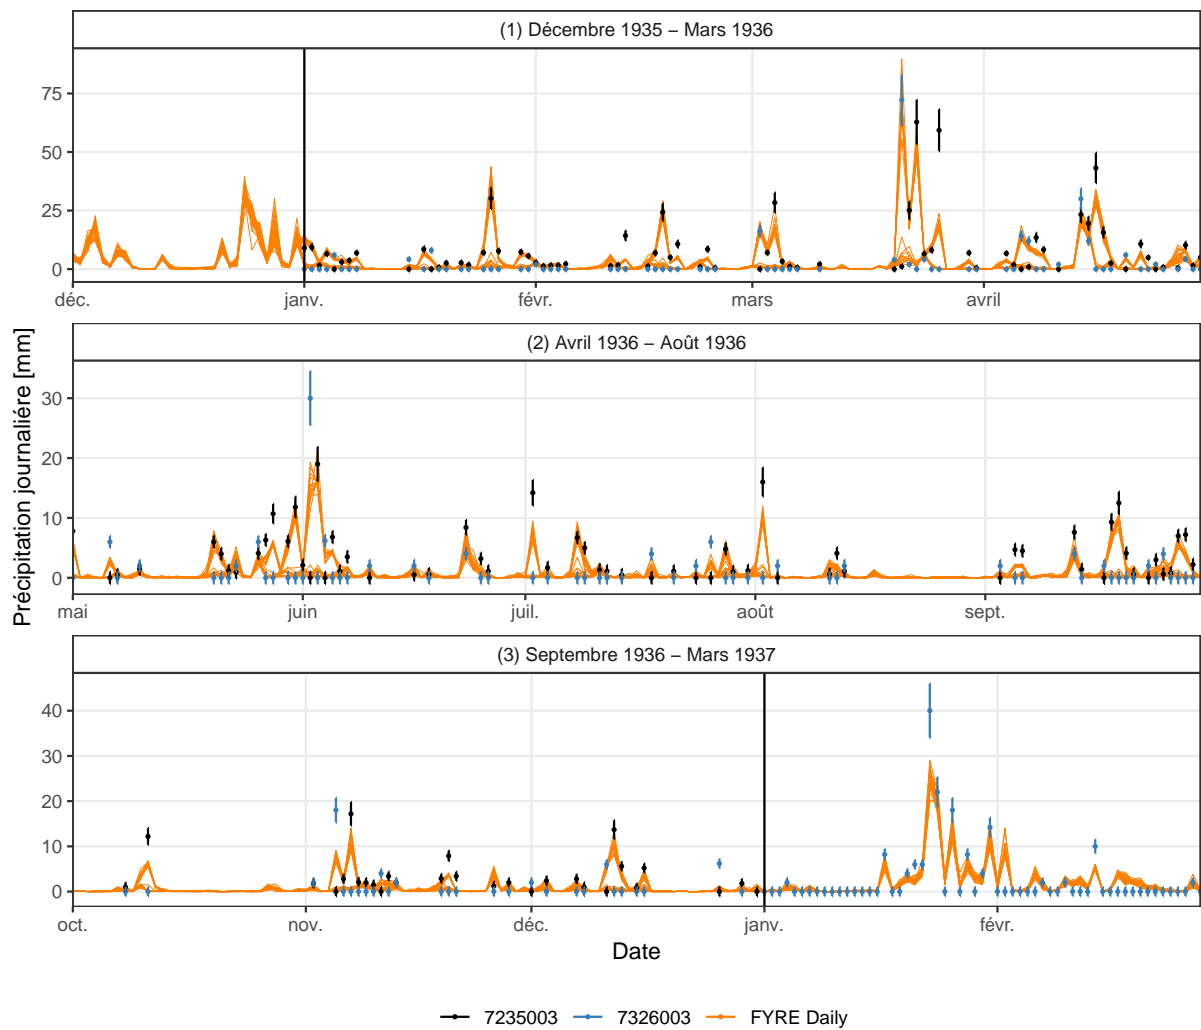 (1) Décembre 1935 − Mars 1936
75
50
25
0
déc.
janv.
févr.
mars
avril
(2) Avril 1936 − Août 1936
30
20
10
0
mai
juin
juil.
août
sept.
(3) Septembre 1936 − Mars 1937
40
30
20
10
0
oct.
nov.
déc.
janv.
févr.
Précipitation journalière [mm]
Date
7235003 7326003 FYRE Daily